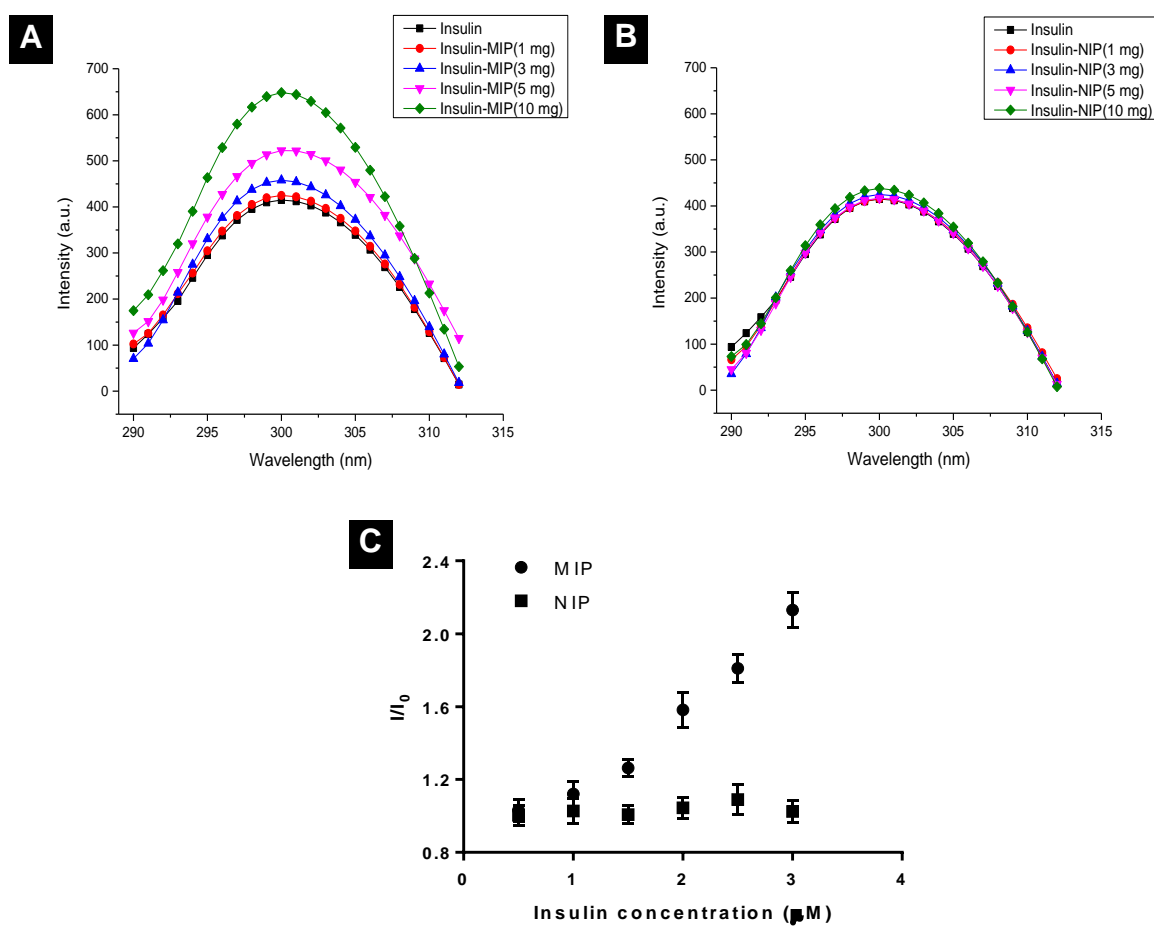 A
Insulin
Insulin-MIP(1 mg)
Insulin-MIP(3 mg)
Insulin-MIP(5 mg)
Insulin-MIP(10 mg)
700
600
500
400
300
200
100
0
Intensity (a.u.)
290 295 300 305 310 315
Wavelength (nm)
B
Insulin
Insulin-NIP(1 mg)
Insulin-NIP(3 mg)
Insulin-NIP(5 mg)
Insulin-NIP(10 mg)
700
600
500
400
300
200
100
0
Intensity (a.u.)
290 295 300 305 310 315
Wavelength (nm)
C
MIP
NIP
2.4
2.0
1.6
1.2
0.8
I/I0
0 1 2 3 4
Insulin concentration (μM)